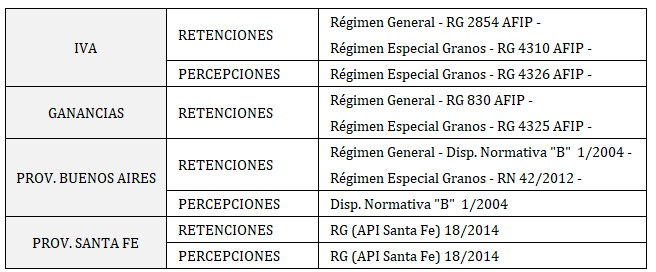 IVA
RETENCIONES
Régimen General - RG 2854 AFIP -
Régimen Especial Granos - RG 4310 AFIP -
PERCEPCIONES
Régimen Especial Granos - RG 4326 AFIP -
GANANCIAS
RETENCIONES
Régimen General - RG 830 AFIP -
Régimen Especial Granos - RG 4325 AFIP -
PROV. BUENOS AIRES
RETENCIONES
Régimen General - Disp. Normativa "B" 1/2004 -
Régimen Especial Granos - RN 42/2012 -
PERCEPCIONES
Disp. Normativa "B" 1/2004
PROV. SANTA FE
RETENCIONES
RG (API Santa Fe) 18/2014
PERCEPCIONES
RG (API Santa Fe) 18/2014